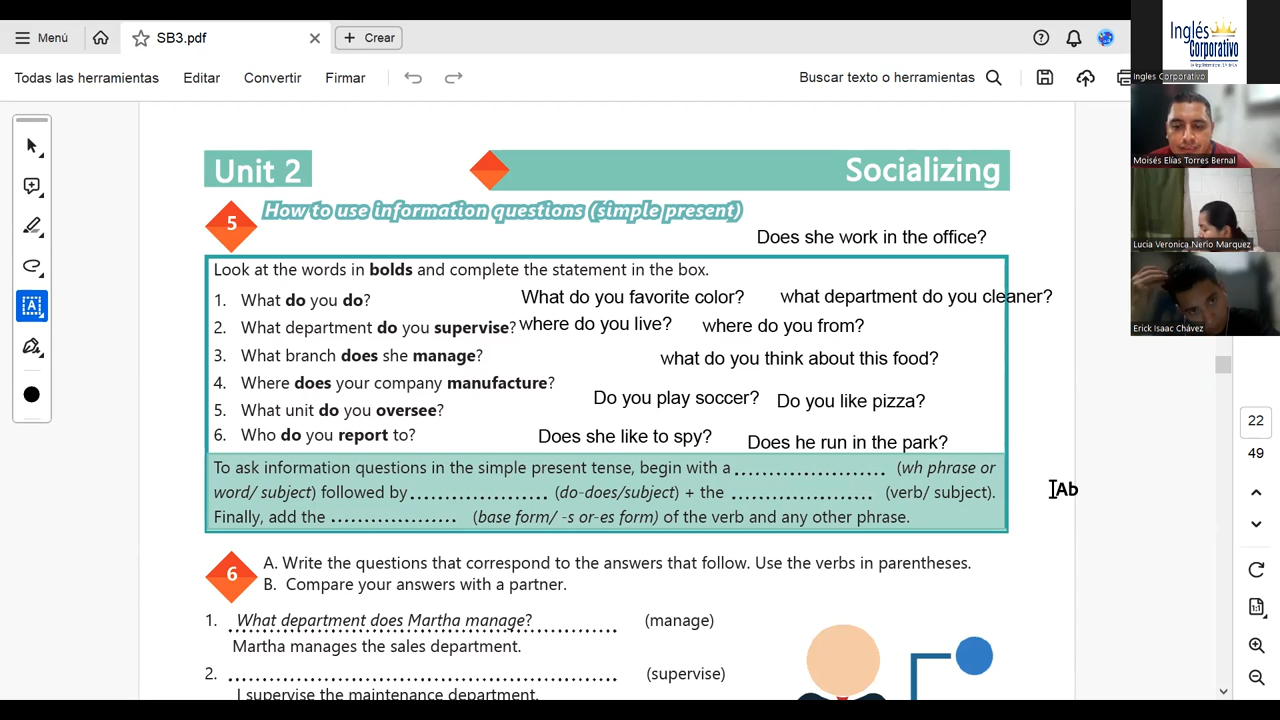 Menú
SB3.pdf
Crear
Todas las herramientas
Editar
Convertir
Firmar
Buscar texto o herramientas
Inglés
Corporativo
Ingles Corporativo
Moisés Elías Torres Bernal
Lucia Veronica Nerio Marquez
Erick Isaac Chávez
Unit 2
Socializing
5
How to use information questions (simple present)
Does she work in the office?
Look at the words in bolds and complete the statement in the box.
1. What do you do?
What do you favorite color?
what department do you cleaner?
2. What department do you supervise?
where do you live?
where do you from?
3. What branch does she manage?
what do you think about this food?
4. Where does your company manufacture?
Do you play soccer?
Do you like pizza?
5. What unit do you oversee?
6. Who do you report to?
Does she like to spy?
Does he run in the park?
To ask information questions in the simple present tense, begin with a ........................ (wh phrase or
word/ subject) followed by ...................... (do-does/subject) + the ...................... (verb/ subject).
Finally, add the .................... (base form/ -s or-es form) of the verb and any other phrase.
Ab
22
49
6
A. Write the questions that correspond to the answers that follow. Use the verbs in parentheses.
B. Compare your answers with a partner.
1. What department does Martha manage? (manage)
Martha manages the sales department.
2. ............................................................ (supervise)
I supervise the maintenance department.